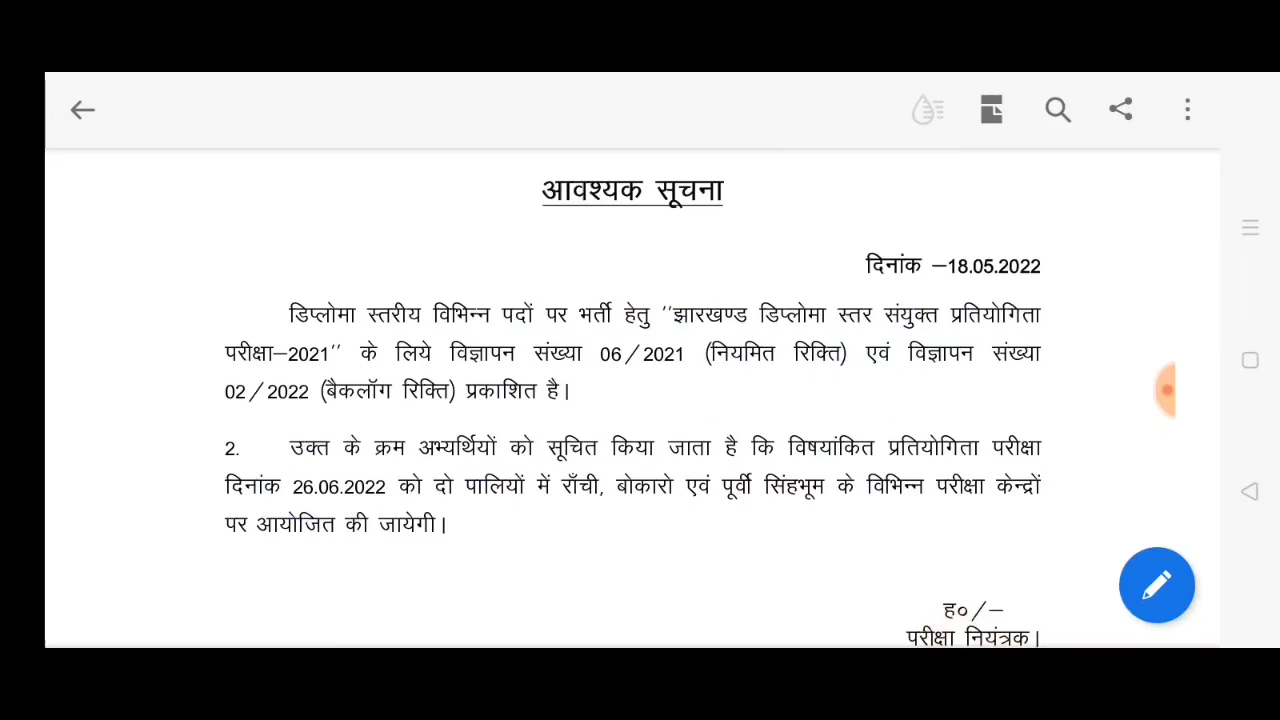 आवश्यक सूचना
दिनांक –18.05.2022
डिप्लोमा स्तरीय विभिन्न पदों पर भर्ती हेतु ''झारखण्ड डिप्लोमा स्तर संयुक्त प्रतियोगिता
परीक्षा–2021'' के लिये विज्ञापन संख्या 06/2021 (नियमित रिक्ति) एवं विज्ञापन संख्या
02/2022 (बैकलॉग रिक्ति) प्रकाशित है।
2. उक्त के क्रम अभ्यर्थियों को सूचित किया जाता है कि विषयांकित प्रतियोगिता परीक्षा
दिनांक 26.06.2022 को दो पालियों में राँची, बोकारो एवं पूर्वी सिंहभूम के विभिन्न परीक्षा केन्द्रों
पर आयोजित की जायेगी।
ह०/–
परीक्षा नियंत्रक।